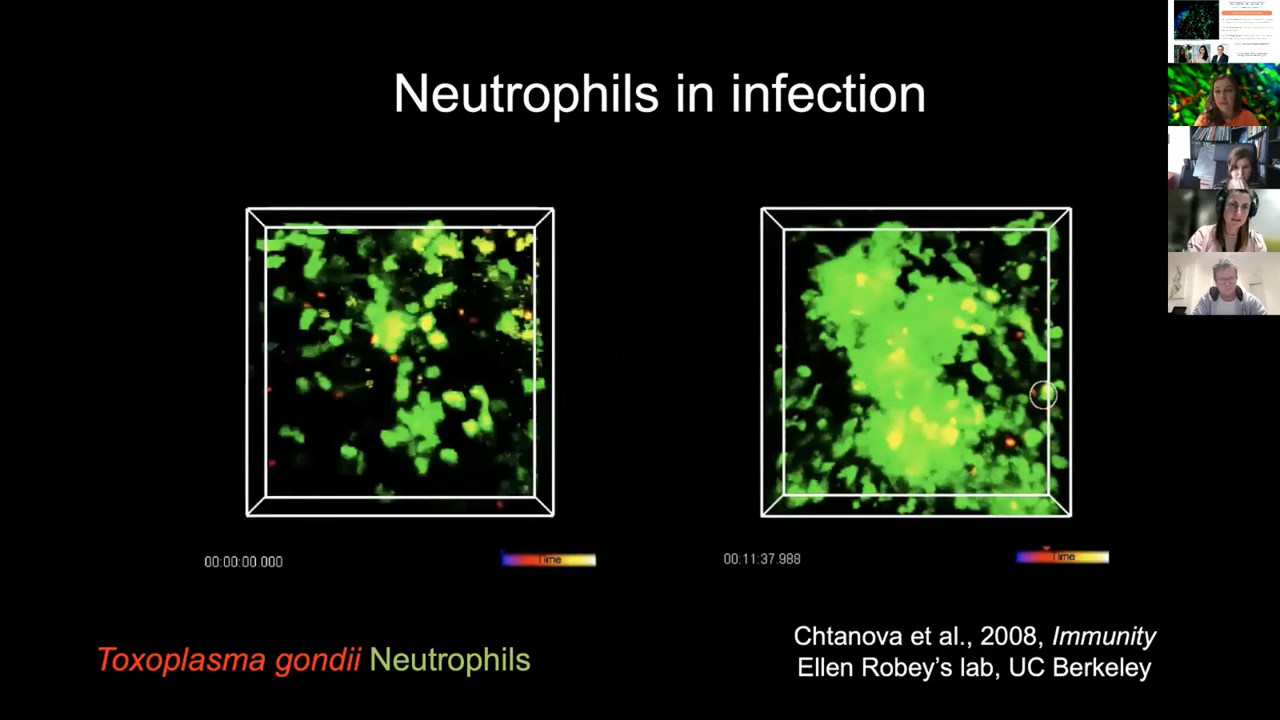 Neutrophils in infection
00:00:00.000
Time
00:11:37.988
Time
Toxoplasma gondii Neutrophils
Chtanova et al., 2008, Immunity
Ellen Robey's lab, UC Berkeley